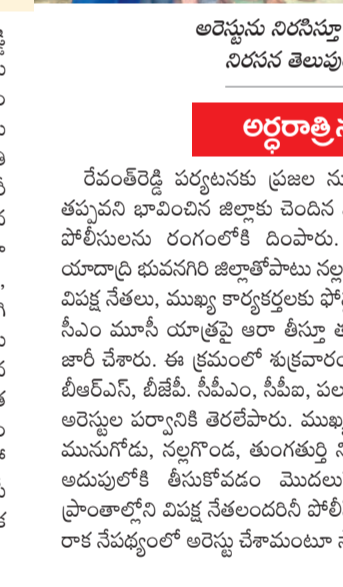 అరెస్టును నిరసిస్తూ
నిరసన తెలుపు
అర్ధరాత్రి
రేవంత్‌రెడ్డి పర్యటనకు ప్రజల ను
తప్పవని భావించిన జిల్లాకు చెందిన
పోలీసులను రంగంలోకి దింపారు.
యాదాద్రి భువనగిరి జిల్లాతోపాటు నల్ల
విపక్ష నేతలు, ముఖ్య కార్యకర్తలకు ఫో
సీఎం మూసీ యాత్రపై ఆరా తీస్తూ త
జారీ చేశారు. ఈ క్రమంలో శుక్రవారం
బీఆర్ఎస్, బీజేపీ. సీపీఎం, సీపీఐ, పల
అరెస్టుల పర్వానికి తెరలేపారు. ముఖ్య
మునుగోడు, నల్లగొండ, తుంగతుర్తి ని
అదుపులోకి తీసుకోవడం మొదలు
ప్రాంతాల్లోని విపక్ష నేతలందరినీ పోలీ
రాక నేపథ్యంలో అరెస్టు చేశామంటూ